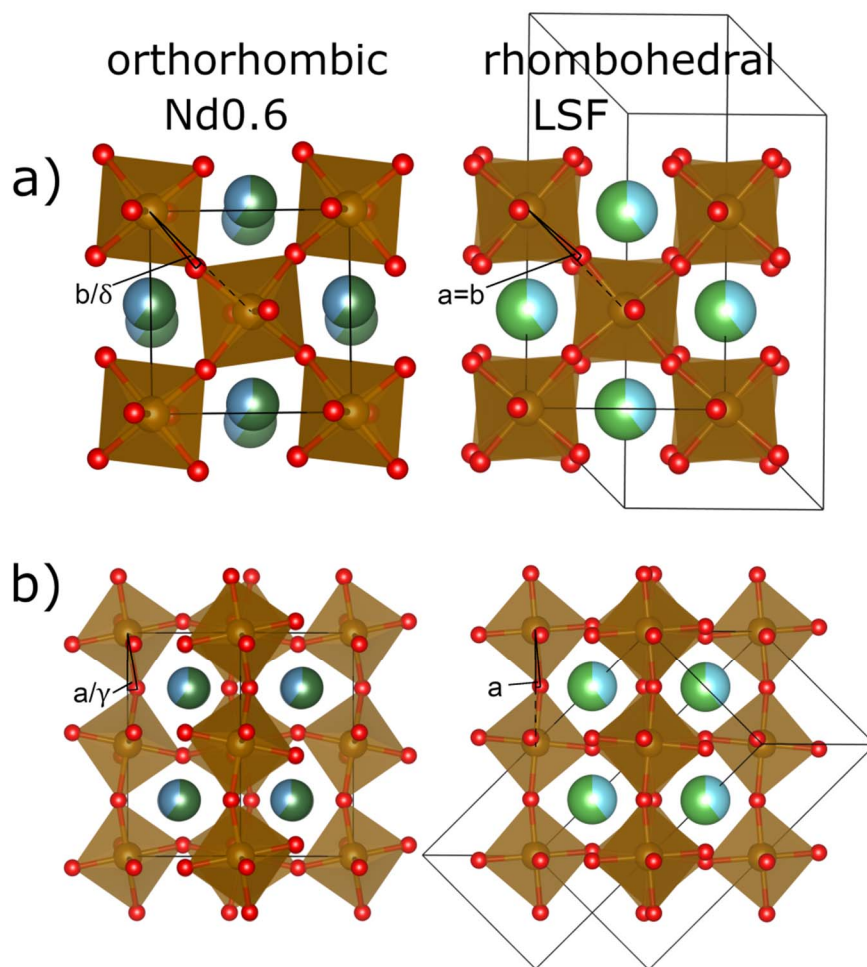 orthorhombic rhombohedral
Nd0.6 LSF
a)
b/δ a=b
b)
a/γ a